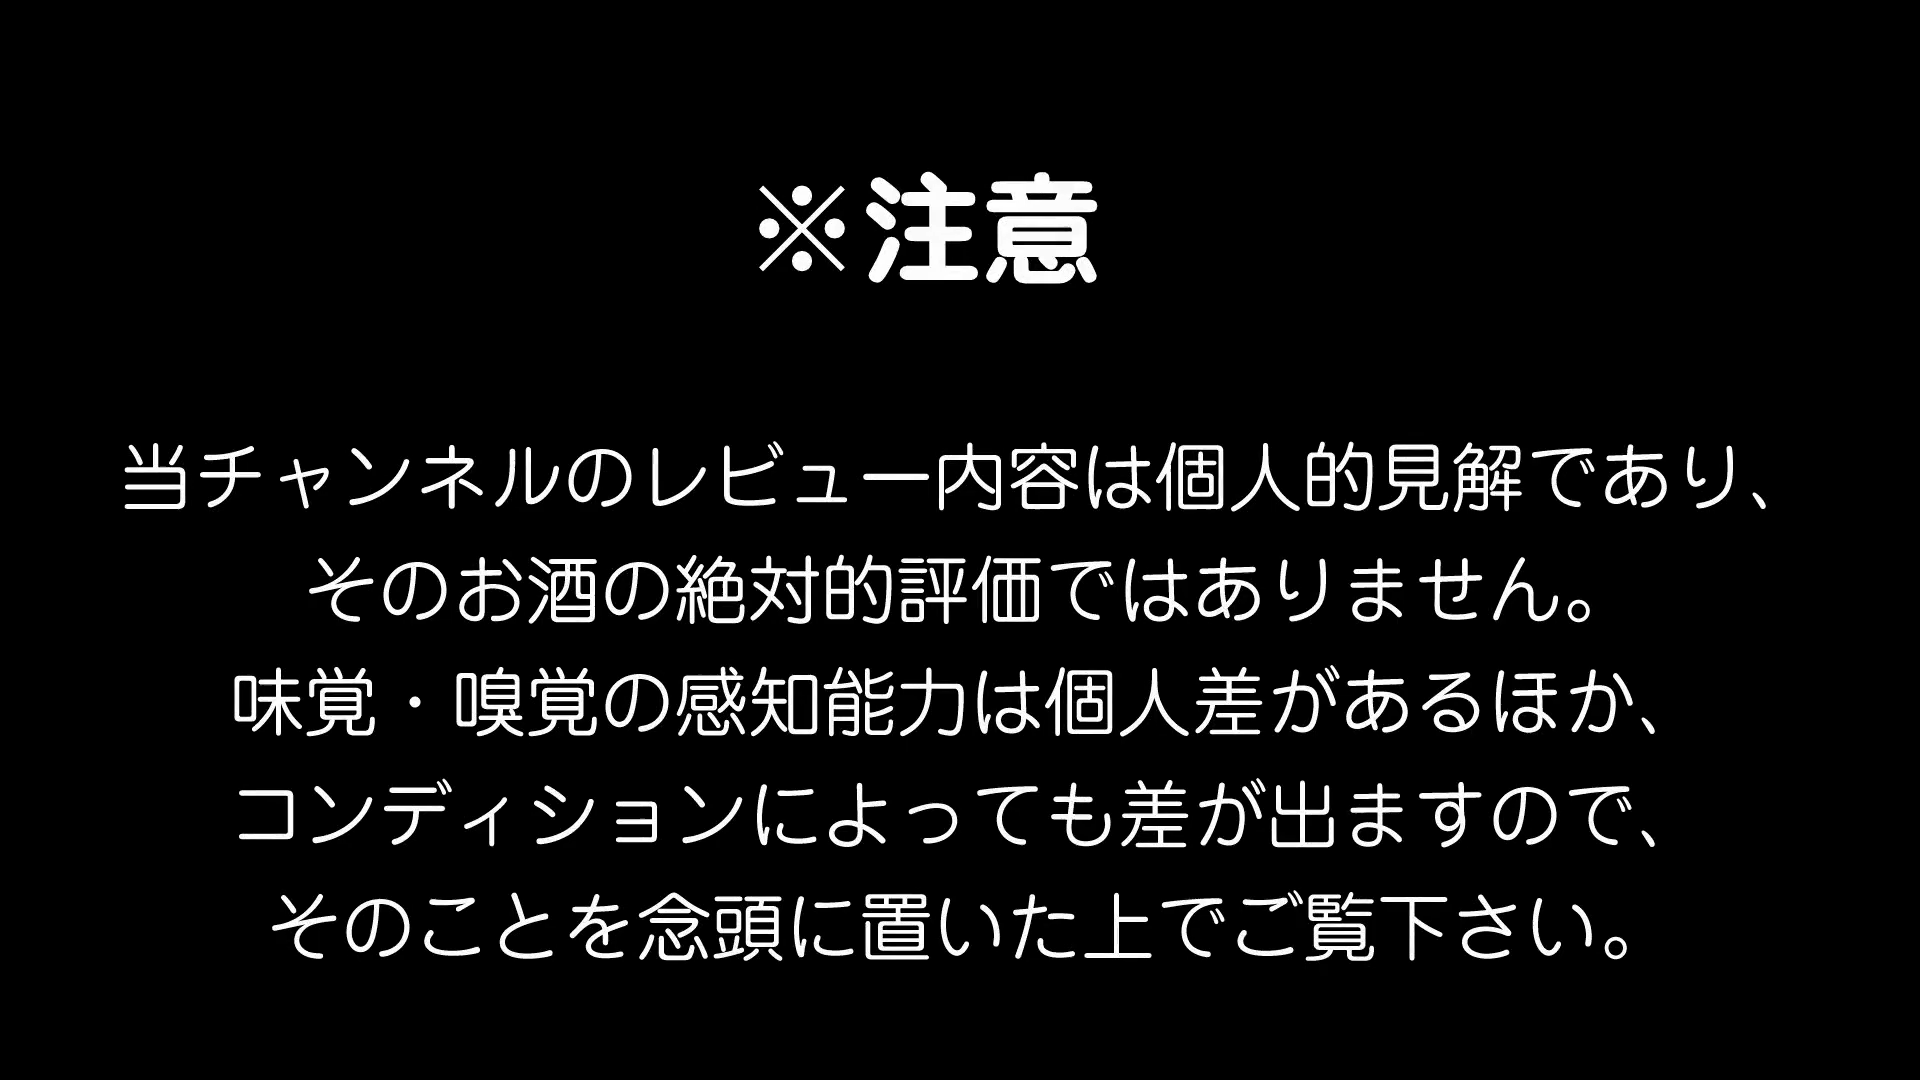 ※注意
当チャンネルのレビュー内容は個人的見解であり、
そのお酒の絶対的評価ではありません。
味覚・嗅覚の感知能力は個人差があるほか、
コンディションによっても差が出ますので、
そのことを念頭に置いた上でご覧下さい。